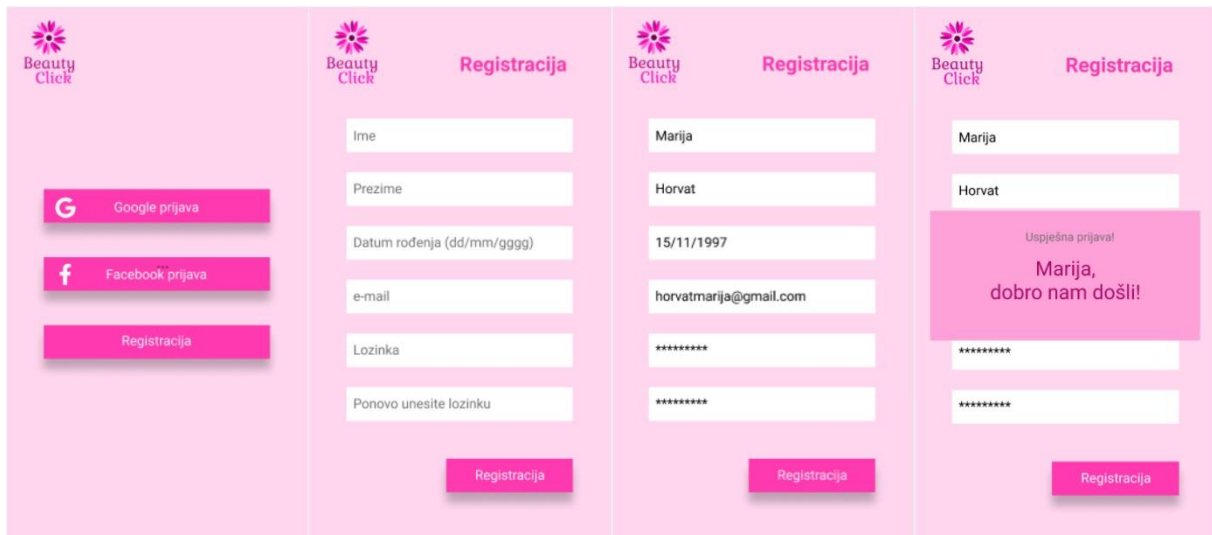 Beauty
Click
Google prijava
Facebook prijava
Registracija
Beauty
Click
Registracija
Ime
Prezime
Datum rođenja (dd/mm/gggg)
e-mail
Lozinka
Ponovo unesite lozinku
Registracija
Beauty
Click
Registracija
Marija
Horvat
15/11/1997
horvatmarija@gmail.com
*********
*********
Registracija
Beauty
Click
Registracija
Marija
Horvat
Uspješna prijava!
Marija,
dobro nam došli!
*********
*********
Registracija